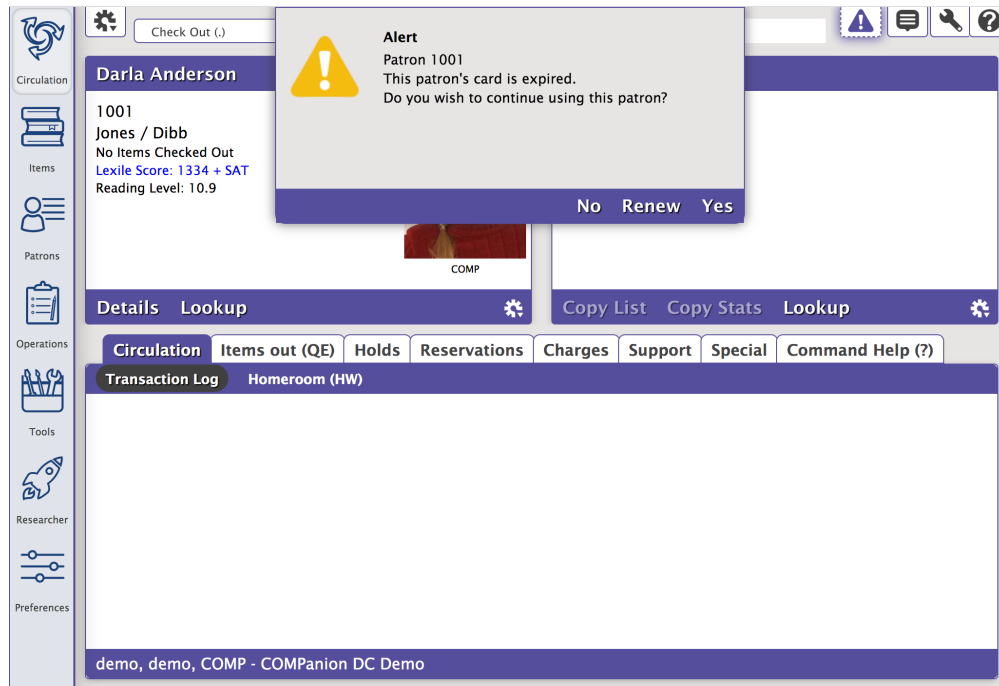 Circulation
Items
Patrons
Operations
Tools
Researcher
Preferences
Check Out (.)
Alert
Patron 1001
This patron's card is expired.
Do you wish to continue using this patron?
No Renew Yes
Darla Anderson
1001
Jones / Dibb
No Items Checked Out
Lexile Score: 1334 + SAT
Reading Level: 10.9
COMP
Details Lookup
Copy List Copy Stats Lookup
Circulation Items out (QE) Holds Reservations Charges Support Special Command Help (?)
Transaction Log Homeroom (HW)
demo, demo, COMP - COMPanion DC Demo